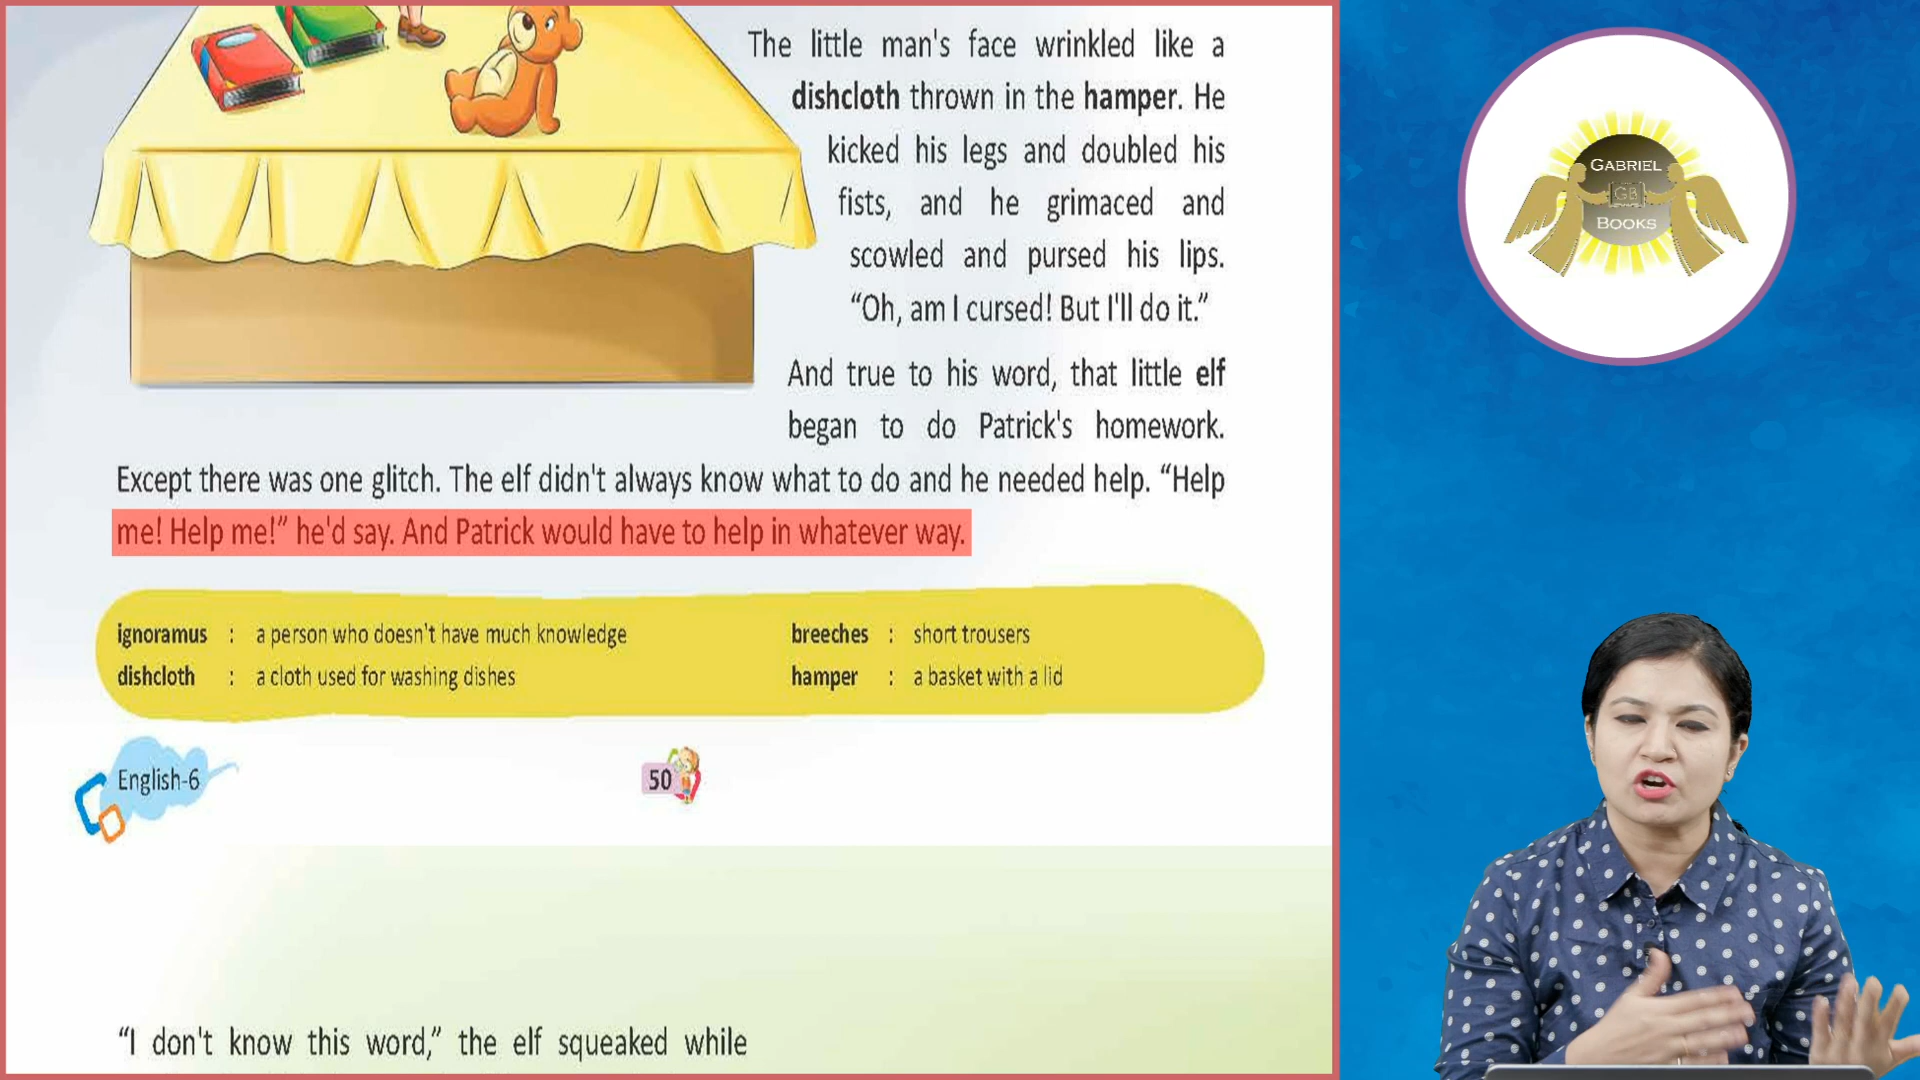 The little man's face wrinkled like a
dishcloth thrown in the hamper. He
kicked his legs and doubled his
fists, and he grimaced and
scowled and pursed his lips.
“Oh, am I cursed! But I'll do it.”
And true to his word, that little elf
began to do Patrick's homework.
Except there was one glitch. The elf didn't always know what to do and he needed help. “Help
me! Help me!” he'd say. And Patrick would have to help in whatever way.
ignoramus : a person who doesn't have much knowledge
breeches : short trousers
dishcloth : a cloth used for washing dishes
hamper : a basket with a lid
English-6
50
“I don't know this word,” the elf squeaked while
GABRIEL
GB
BOOKS